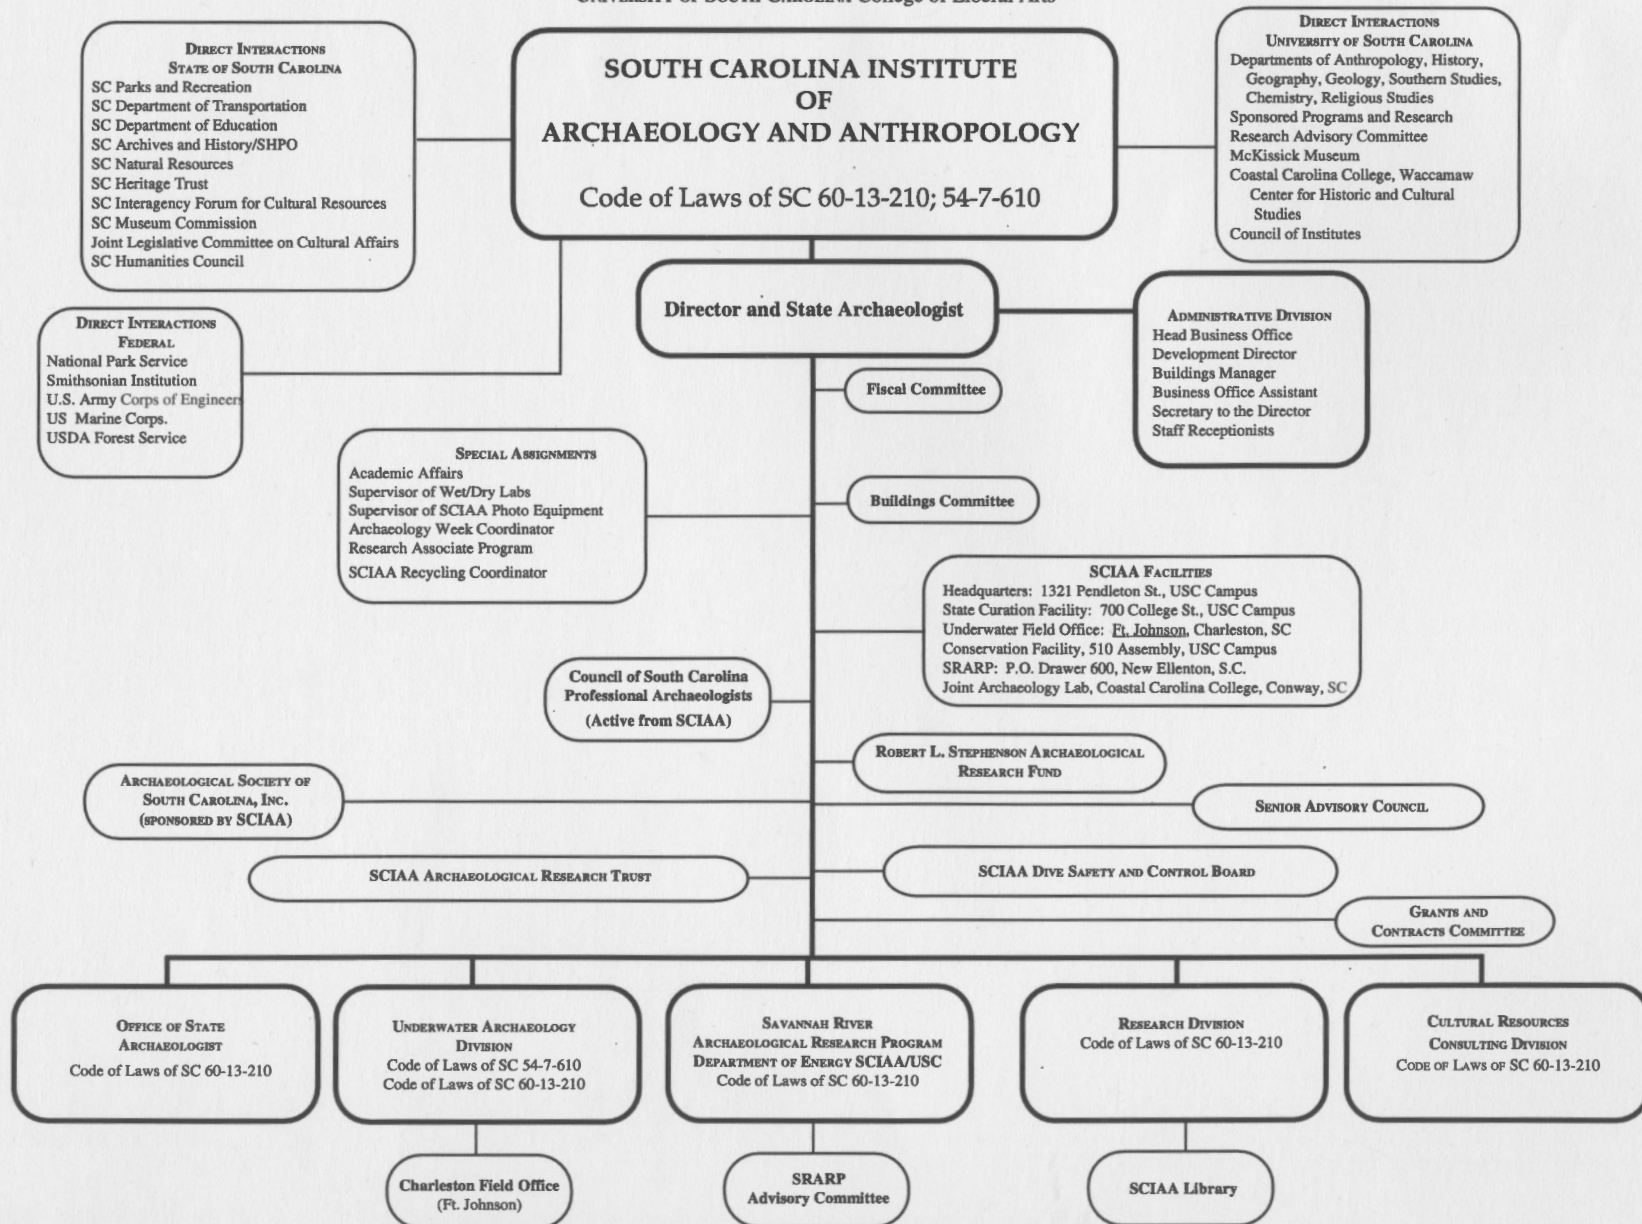 UNIVERSITY OF SOUTH CAROLINA College of Liberal Arts
DIRECT INTERACTIONS
STATE OF SOUTH CAROLINA
SC Parks and Recreation
SC Department of Transportation
SC Department of Education
SC Archives and History/SHPO
SC Natural Resources
SC Heritage Trust
SC Interagency Forum for Cultural Resources
SC Museum Commission
Joint Legislative Committee on Cultural Affairs
SC Humanities Council
SOUTH CAROLINA INSTITUTE
OF
ARCHAEOLOGY AND ANTHROPOLOGY
Code of Laws of SC 60-13-210; 54-7-610
DIRECT INTERACTIONS
UNIVERSITY OF SOUTH CAROLINA
Departments of Anthropology, History,
Geography, Geology, Southern Studies,
Chemistry, Religious Studies
Sponsored Programs and Research
Research Advisory Committee
McKissick Museum
Coastal Carolina College, Waccamaw
Center for Historic and Cultural
Studies
Council of Institutes
Director and State Archaeologist
DIRECT INTERACTIONS
FEDERAL
National Park Service
Smithsonian Institution
U.S. Army Corps of Engineers
US Marine Corps.
USDA Forest Service
ADMINISTRATIVE DIVISION
Head Business Office
Development Director
Buildings Manager
Business Office Assistant
Secretary to the Director
Staff Receptionists
Fiscal Committee
SPECIAL ASSIGNMENTS
Academic Affairs
Supervisor of Wet/Dry Labs
Supervisor of SCIAA Photo Equipment
Archaeology Week Coordinator
Research Associate Program
SCIAA Recycling Coordinator
Buildings Committee
SCIAA FACILITIES
Headquarters: 1321 Pendleton St., USC Campus
State Curation Facility: 700 College St., USC Campus
Underwater Field Office: Ft. Johnson, Charleston, SC
Conservation Facility, 510 Assembly, USC Campus
SRARP: P.O. Drawer 600, New Ellenton, S.C.
Joint Archaeology Lab, Coastal Carolina College, Conway, SC
Council of South Carolina
Professional Archaeologists
(Active from SCIAA)
ROBERT L. STEPHENSON ARCHAEOLOGICAL
RESEARCH FUND
ARCHAEOLOGICAL SOCIETY OF
SOUTH CAROLINA, INC.
(SPONSORED BY SCIAA)
SENIOR ADVISORY COUNCIL
SCIAA ARCHAEOLOGICAL RESEARCH TRUST
SCIAA DIVE SAFETY AND CONTROL BOARD
GRANTS AND
CONTRACTS COMMITTEE
OFFICE OF STATE
ARCHAEOLOGIST
Code of Laws of SC 60-13-210
UNDERWATER ARCHAEOLOGY
DIVISION
Code of Laws of SC 54-7-610
Code of Laws of SC 60-13-210
SAVANNAH RIVER
ARCHAEOLOGICAL RESEARCH PROGRAM
DEPARTMENT OF ENERGY SCIAA/USC
Code of Laws of SC 60-13-210
RESEARCH DIVISION
Code of Laws of SC 60-13-210
CULTURAL RESOURCES
CONSULTING DIVISION
CODE OF LAWS OF SC 60-13-210
Charleston Field Office
(Ft. Johnson)
SRARP
Advisory Committee
SCIAA Library